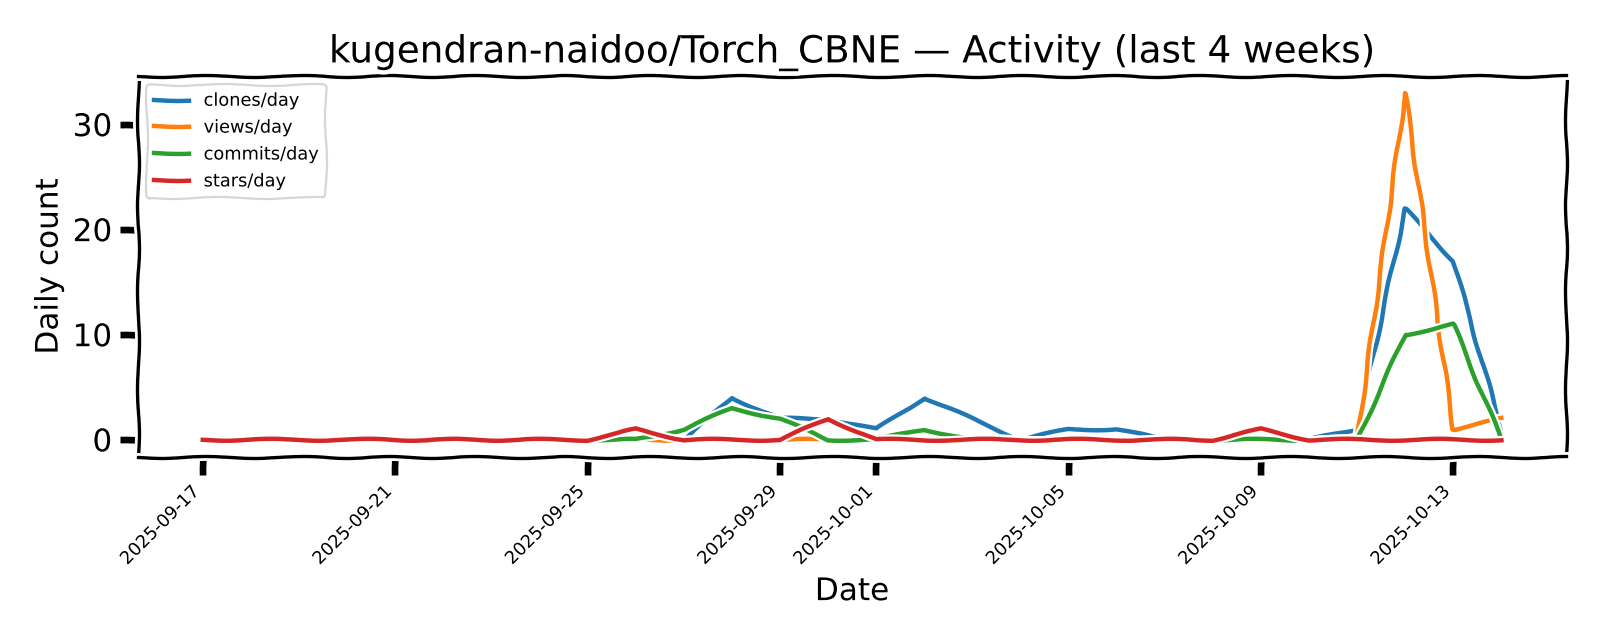 kugendran-naidoo/Torch_CBNE — Activity (last 4 weeks)
clones/day
views/day
commits/day
stars/day
Daily count
30
20
10
0
2025-09-17
2025-09-21
2025-09-25
2025-09-29
2025-10-01
2025-10-05
2025-10-09
2025-10-13
Date